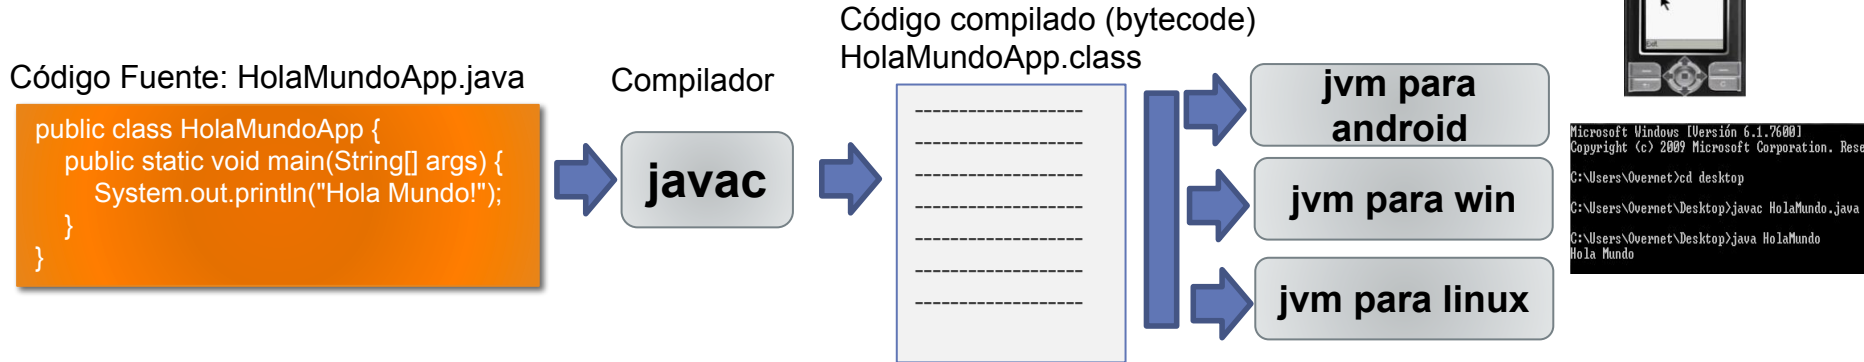 Código Fuente: HolaMundoApp.java
public class HolaMundoApp {
public static void main(String[] args) {
System.out.println("Hola Mundo!");
}
}
Compilador
javac
Código compilado (bytecode)
HolaMundoApp.class
--------------------
--------------------
--------------------
--------------------
--------------------
--------------------
--------------------
jvm para
android
jvm para win
jvm para linux
Exit
Microsoft Windows [Versión 6.1.7600]
Copyright (c) 2009 Microsoft Corporation. Rese
C:\Users\Overnet>cd desktop
C:\Users\Overnet\Desktop>javac HolaMundo.java
C:\Users\Overnet\Desktop>java HolaMundo
Hola Mundo